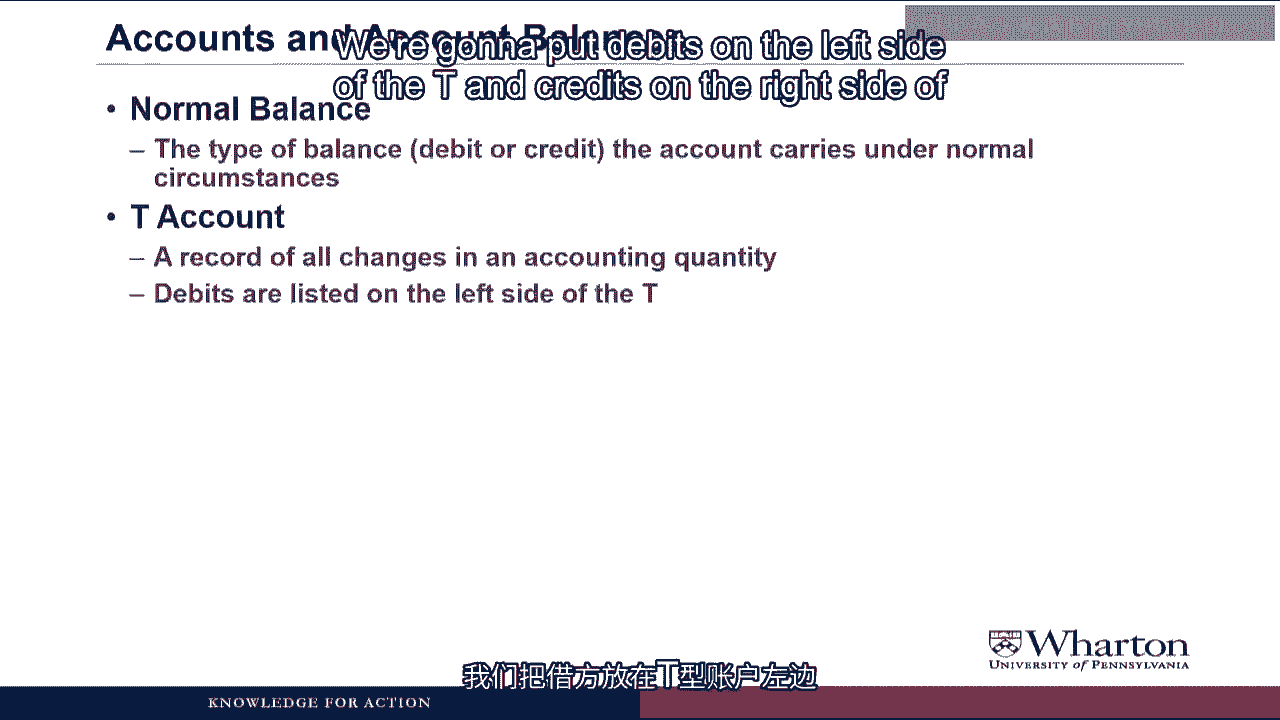 Accounts and Account Balance
We're gonna put debits on the left side
of the T and credits on the right side of
• Normal Balance
– The type of balance (debit or credit) the account carries under normal
circumstances
• T Account
– A record of all changes in an accounting quantity
– Debits are listed on the left side of the T
Wharton
UNIVERSITY of PENNSYLVANIA
我们把借方放在T型账户左边
KNOWLEDGE FOR ACTION